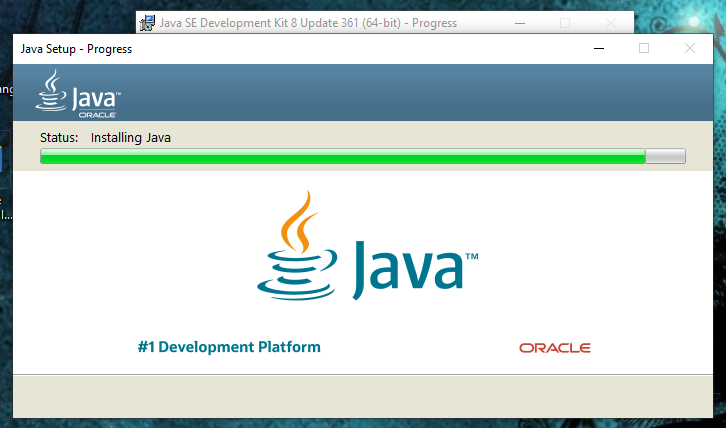 Java SE Development Kit 8 Update 361 (64-bit) - Progress
Java Setup - Progress
Java™
ORACLE
Status: Installing Java
Java™
#1 Development Platform
ORACLE